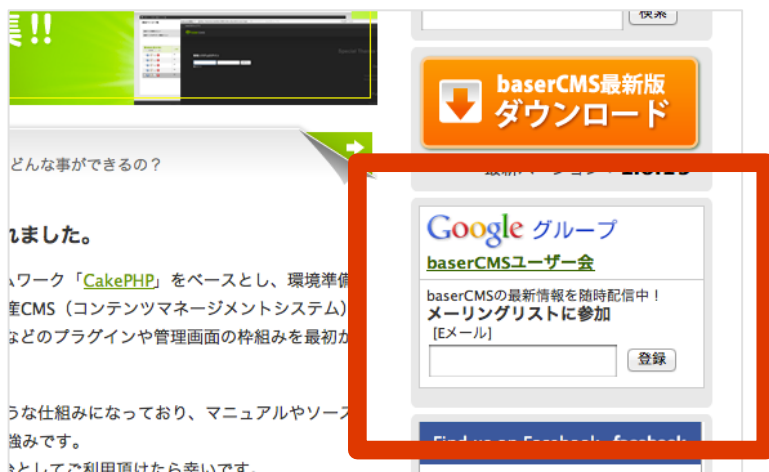 集!!
検索
baserCMS最新版
ダウンロード
どんな事ができるの？
れました。
ムワーク「CakePHP」をベースとし、環境準備
産CMS（コンテンツマネージメントシステム）
などのプラグインや管理画面の枠組みを最初か
うな仕組みになっており、マニュアルやソース
強みです。
としてご利用頂けたら幸いです。
Google グループ
baserCMSユーザー会
baserCMSの最新情報を随時配信中！
メーリングリストに参加
[Eメール]
登録
Find us on Facebook